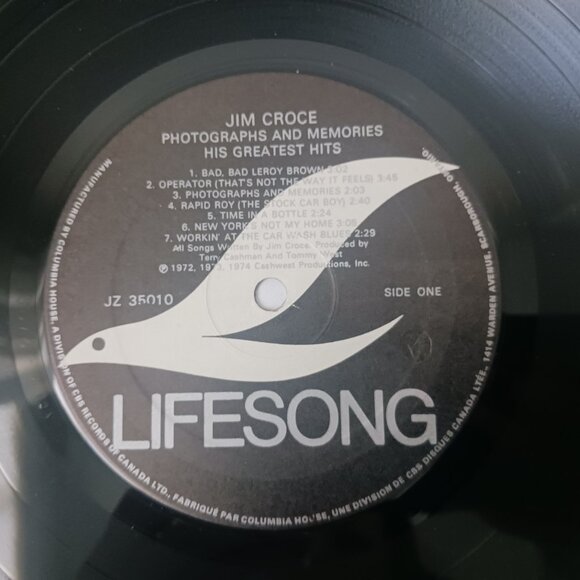 JIM CROCE
PHOTOGRAPHS AND MEMORIES
HIS GREATEST HITS
1. BAD, BAD LEROY BROWN 3:02
2. OPERATOR (THAT'S NOT THE WAY IT FEELS) 3:45
3. PHOTOGRAPHS AND MEMORIES 2:03
4. RAPID ROY (THE STOCK CAR BOY) 2:40
5. TIME IN A BOTTLE 2:24
6. NEW YORK'S NOT MY HOME 3:05
7. WORKIN' AT THE CAR WASH BLUES 2:29
All Songs Written By Jim Croce, Produced by
Terry Cashman and Tommy West
℗ 1972, 1973, 1974 Cashwest Productions, Inc.
JZ 35010
SIDE ONE
LIFESONG
MANUFACTURED BY COLUMBIA HOUSE, A DIVISION OF CBS RECORDS OF CANADA LTD., FABRIQUÉ PAR COLUMBIA HOUSE, UNE DIVISION DE CBS DISQUES CANADA LTÉE., 1414 WARDEN AVENUE, SCARBOROUGH, ONTARIO.